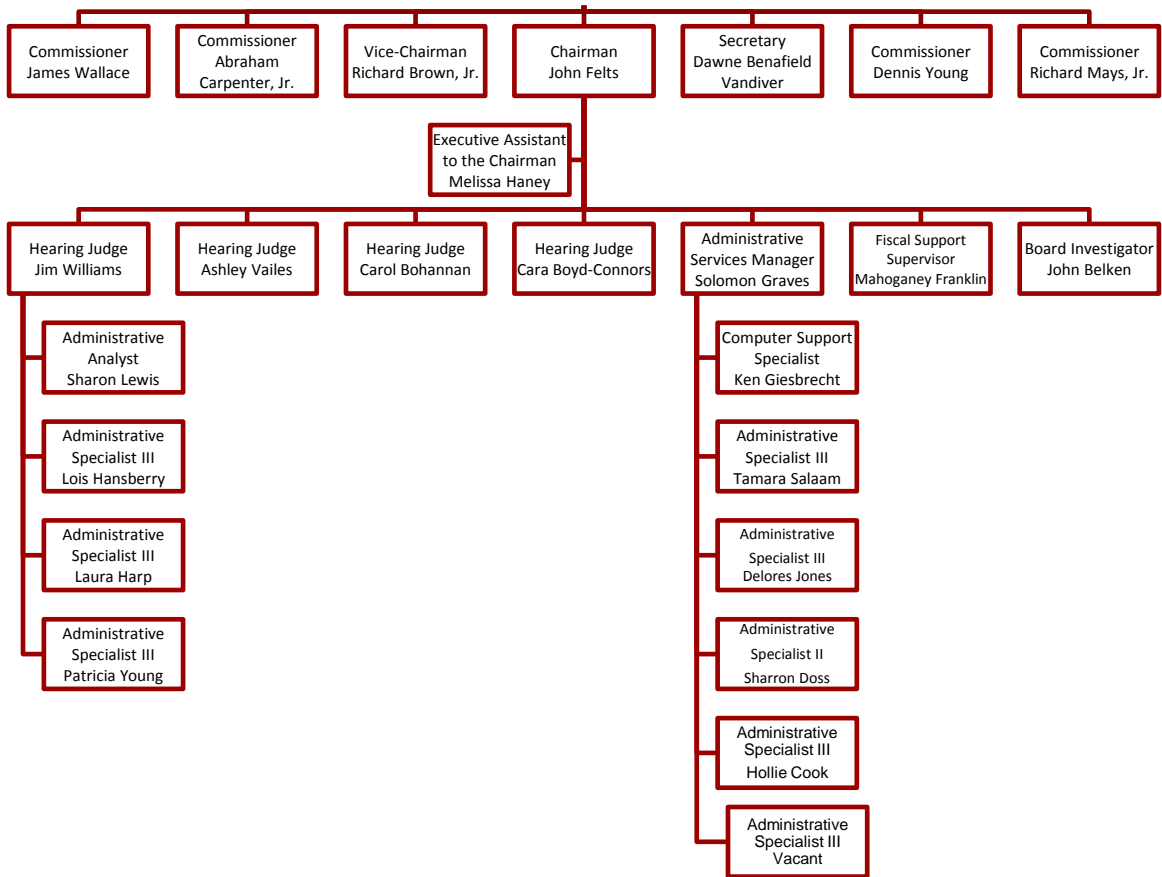 Commissioner
James Wallace
Commissioner
Abraham
Carpenter, Jr.
Vice-Chairman
Richard Brown, Jr.
Chairman
John Felts
Secretary
Dawne Benafield
Vandiver
Commissioner
Dennis Young
Commissioner
Richard Mays, Jr.
Executive Assistant
to the Chairman
Melissa Haney
Hearing Judge
Jim Williams
Hearing Judge
Ashley Vailes
Hearing Judge
Carol Bohannan
Hearing Judge
Cara Boyd-Connors
Administrative
Services Manager
Solomon Graves
Fiscal Support
Supervisor
Mahoganey Franklin
Board Investigator
John Belken
Administrative
Analyst
Sharon Lewis
Administrative
Specialist III
Lois Hansberry
Administrative
Specialist III
Laura Harp
Administrative
Specialist III
Patricia Young
Computer Support
Specialist
Ken Giesbrecht
Administrative
Specialist III
Tamara Salaam
Administrative
Specialist III
Delores Jones
Administrative
Specialist II
Sharron Doss
Administrative
Specialist III
Hollie Cook
Administrative
Specialist III
Vacant